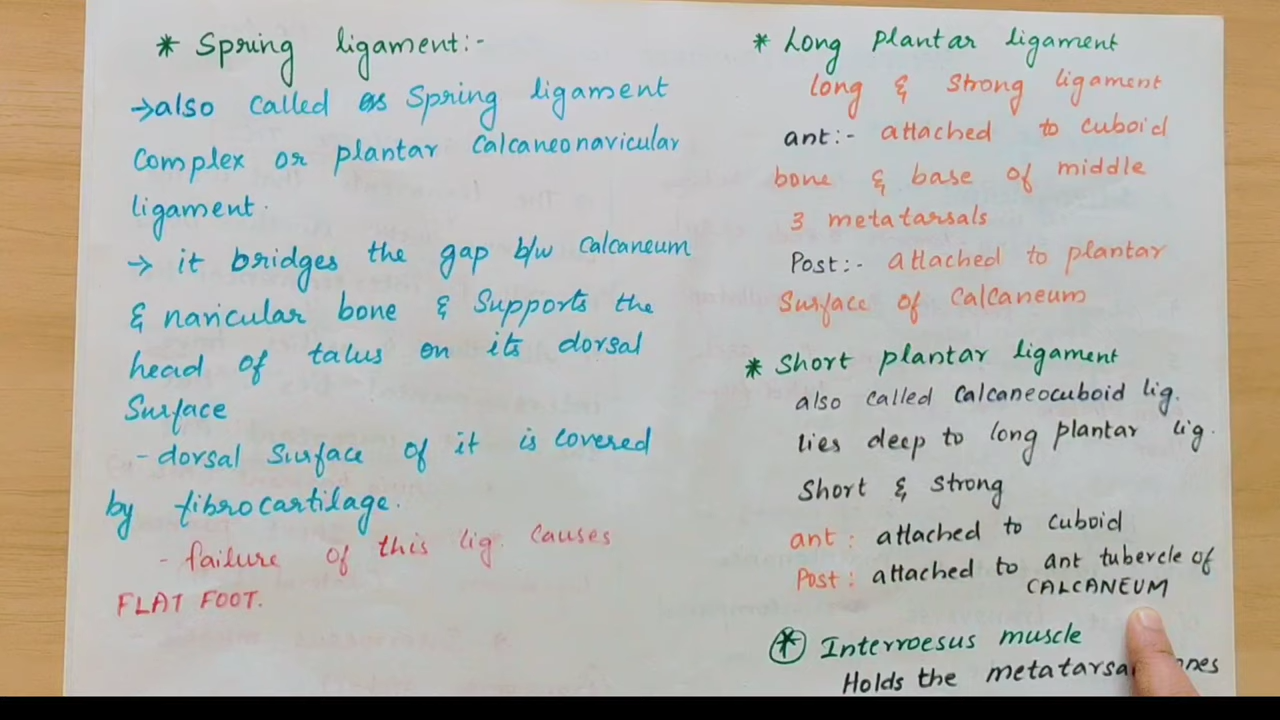 * Spring ligament:-
→also called as Spring ligament
Complex or plantar Calcaneonavicular
ligament.
→ it bridges the gap b/w Calcaneum
& navicular bone & Supports the
head of talus on its dorsal
Surface
- dorsal surface of it is covered
by fibrocartilage.
- failure of this lig. Causes
FLAT FOOT.
* Long plantar ligament
long & strong ligament
ant:- attached to cuboid
bone & base of middle
3 metatarsals
Post:- attached to plantar
Surface of Calcaneum
* Short plantar ligament
also called Calcaneocuboid lig.
lies deep to long plantar lig.
Short & strong
ant: attached to cuboid
Post: attached to ant tubercle of
CALCANEUM
* Interroesus muscle
Holds the